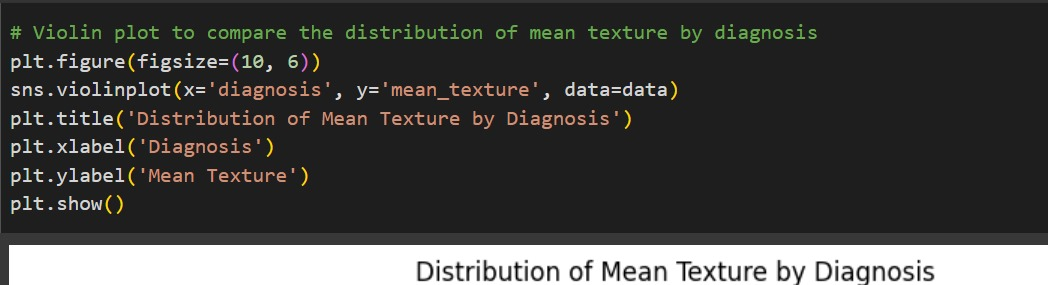 # Violin plot to compare the distribution of mean texture by diagnosis
plt.figure(figsize=(10, 6))
sns.violinplot(x='diagnosis', y='mean_texture', data=data)
plt.title('Distribution of Mean Texture by Diagnosis')
plt.xlabel('Diagnosis')
plt.ylabel('Mean Texture')
plt.show()
Distribution of Mean Texture by Diagnosis